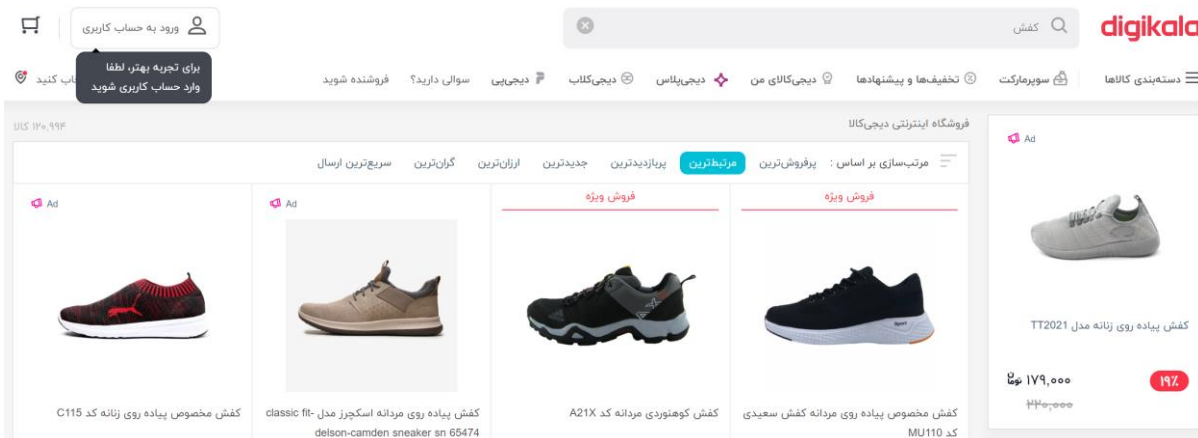 digikala
کفش
ورود به حساب کاربری
برای تجربه بهتر، لطفا
وارد حساب کاربری شوید
دسته‌بندی کالاها
سوپرمارکت
تخفیف‌ها و پیشنهادها
دیجی‌کالای من
دیجی‌پلاس
دیجی‌کلاب
دیجی‌پی
سوالی دارید؟
فروشنده شوید
کنید
فروشگاه اینترنتی دیجی‌کالا
۱۲۰,۹۹۴ کالا
مرتب‌سازی بر اساس : پرفروش‌ترین مرتبط‌ترین پربازدیدترین جدیدترین ارزان‌ترین گران‌ترین سریع‌ترین ارسال
Ad
کفش پیاده روی زنانه مدل TT2021
۱۹٪
۱۷۹,۰۰۰ تومان
۲۲۰,۰۰۰
فروش ویژه
Sport
کفش مخصوص پیاده روی مردانه کفش سعیدی
کد MU110
فروش ویژه
کفش کوهنوردی مردانه کد A21X
Ad
کفش پیاده روی مردانه اسکچرز مدل classic fit-
delson-camden sneaker sn 65474
Ad
کفش مخصوص پیاده روی زنانه کد C115